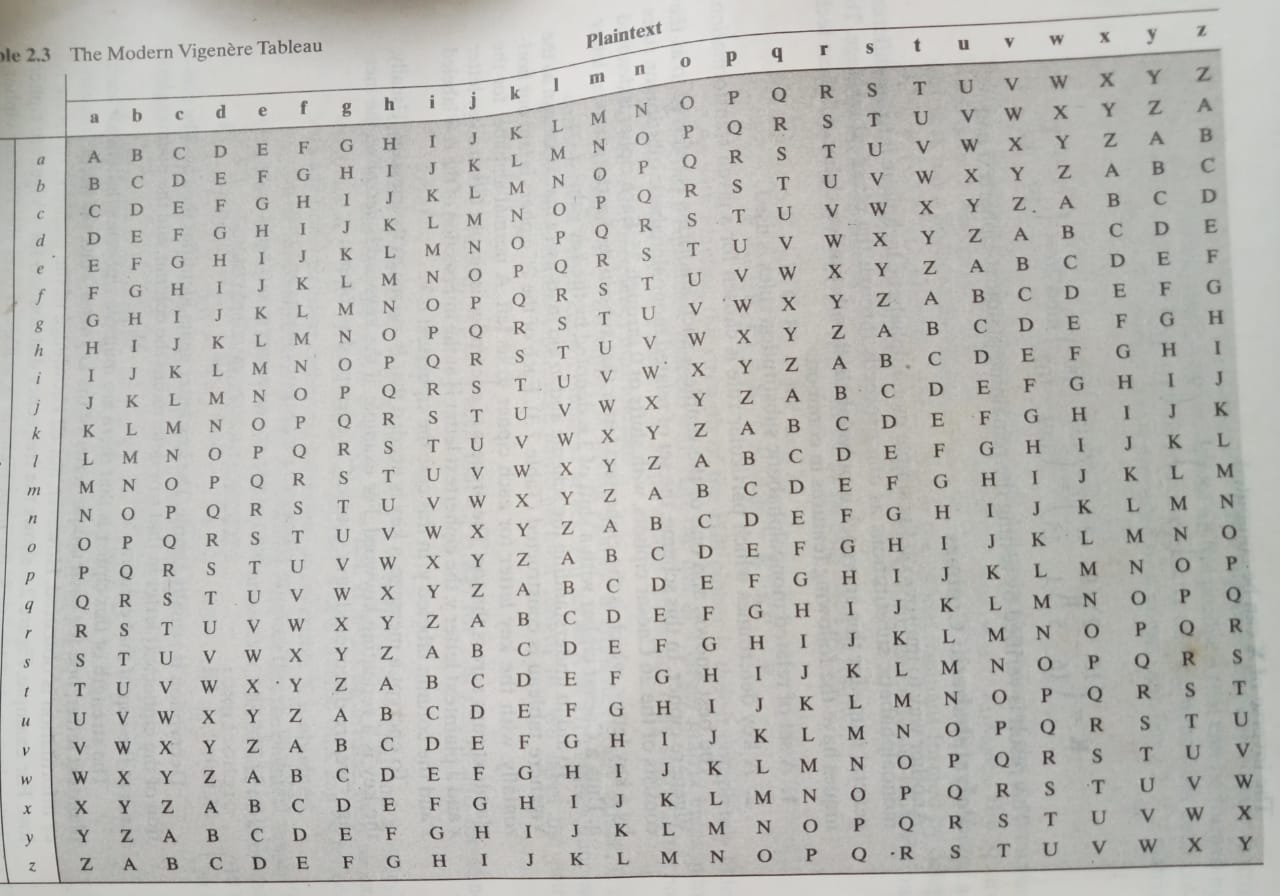 ble 2.3 The Modern Vigenère Tableau
Plaintext
a b c d e f g h i j k l m n o p q r s t u v w x y z
a A B C D E F G H I J K L M N O P Q R S T U V W X Y Z
b B C D E F G H I J K L M N O P Q R S T U V W X Y Z A
c C D E F G H I J K L M N O P Q R S T U V W X Y Z A B
d D E F G H I J K L M N O P Q R S T U V W X Y Z A B C
e E F G H I J K L M N O P Q R S T U V W X Y Z A B C D
f F G H I J K L M N O P Q R S T U V W X Y Z A B C D E
g G H I J K L M N O P Q R S T U V W X Y Z A B C D E F
h H I J K L M N O P Q R S T U V W X Y Z A B C D E F G
i I J K L M N O P Q R S T U V W X Y Z A B C D E F G H
j J K L M N O P Q R S T U V W X Y Z A B C D E F G H I
k K L M N O P Q R S T U V W X Y Z A B C D E F G H I J
l L M N O P Q R S T U V W X Y Z A B C D E F G H I J K
m M N O P Q R S T U V W X Y Z A B C D E F G H I J K L
n N O P Q R S T U V W X Y Z A B C D E F G H I J K L M
o O P Q R S T U V W X Y Z A B C D E F G H I J K L M N
p P Q R S T U V W X Y Z A B C D E F G H I J K L M N O
q Q R S T U V W X Y Z A B C D E F G H I J K L M N O P
r R S T U V W X Y Z A B C D E F G H I J K L M N O P Q
s S T U V W X Y Z A B C D E F G H I J K L M N O P Q R
t T U V W X Y Z A B C D E F G H I J K L M N O P Q R S
u U V W X Y Z A B C D E F G H I J K L M N O P Q R S T
v V W X Y Z A B C D E F G H I J K L M N O P Q R S T U
w W X Y Z A B C D E F G H I J K L M N O P Q R S T U V
x X Y Z A B C D E F G H I J K L M N O P Q R S T U V W
y Y Z A B C D E F G H I J K L M N O P Q R S T U V W X
z Z A B C D E F G H I J K L M N O P Q R S T U V W X Y